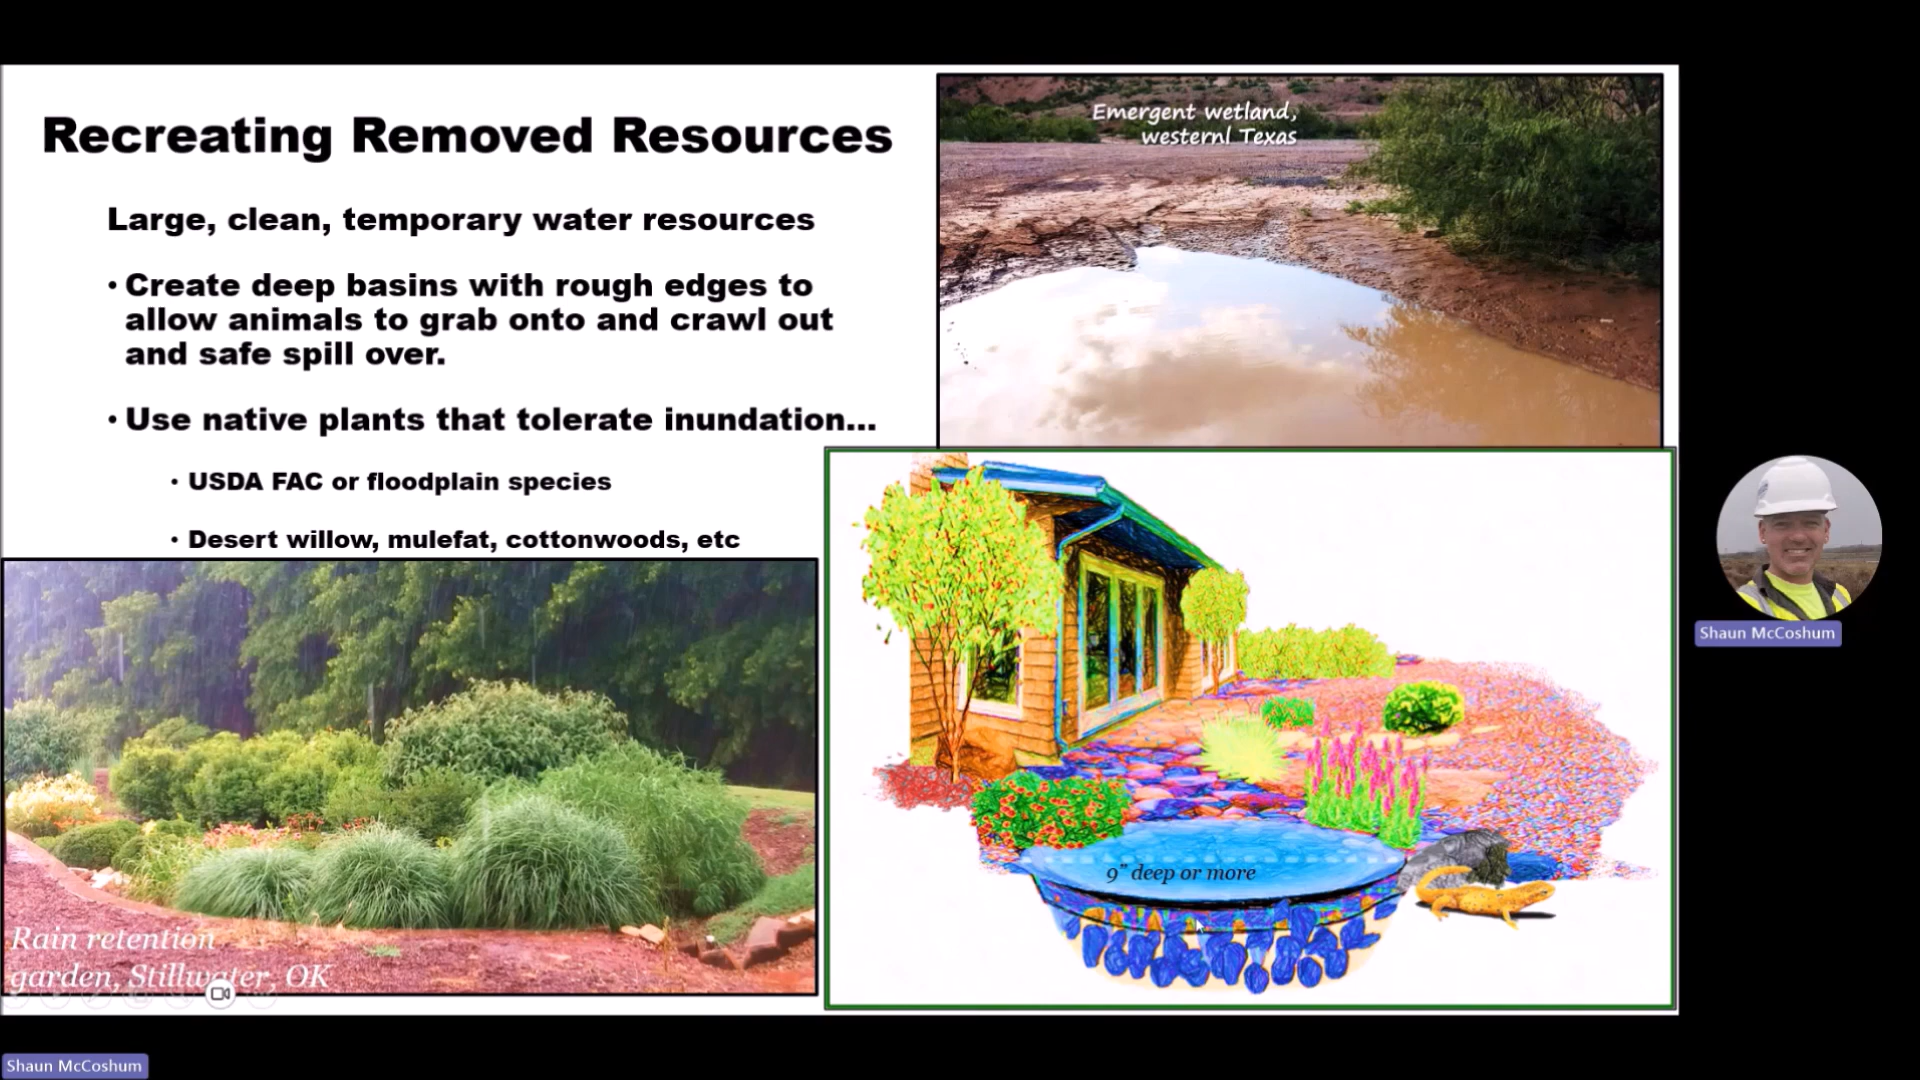 Recreating Removed Resources
Large, clean, temporary water resources
• Create deep basins with rough edges to
allow animals to grab onto and crawl out
and safe spill over.
• Use native plants that tolerate inundation...
• USDA FAC or floodplain species
• Desert willow, mulefat, cottonwoods, etc
Emergent wetland,
westernl Texas
9" deep or more
Rain retention
garden, Stillwater, OK
Shaun McCoshum
Shaun McCoshum